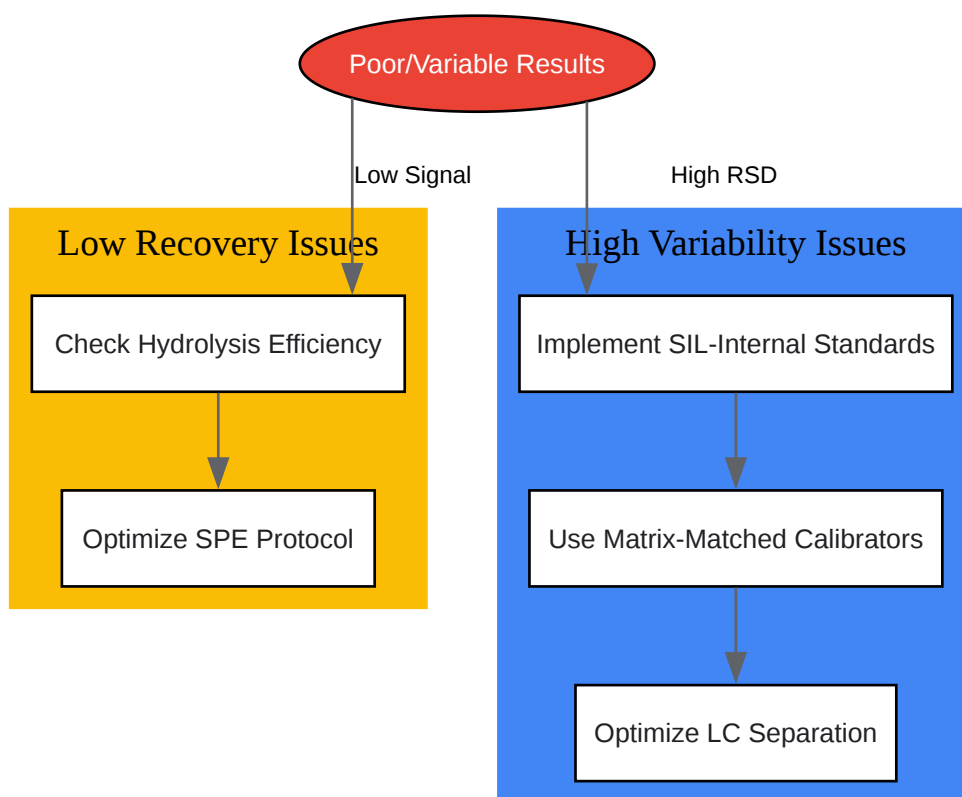 Poor/Variable Results
Low Signal
High RSD
Low Recovery Issues
High Variability Issues
Check Hydrolysis Efficiency
Implement SIL-Internal Standards
Optimize SPE Protocol
Use Matrix-Matched Calibrators
Optimize LC Separation